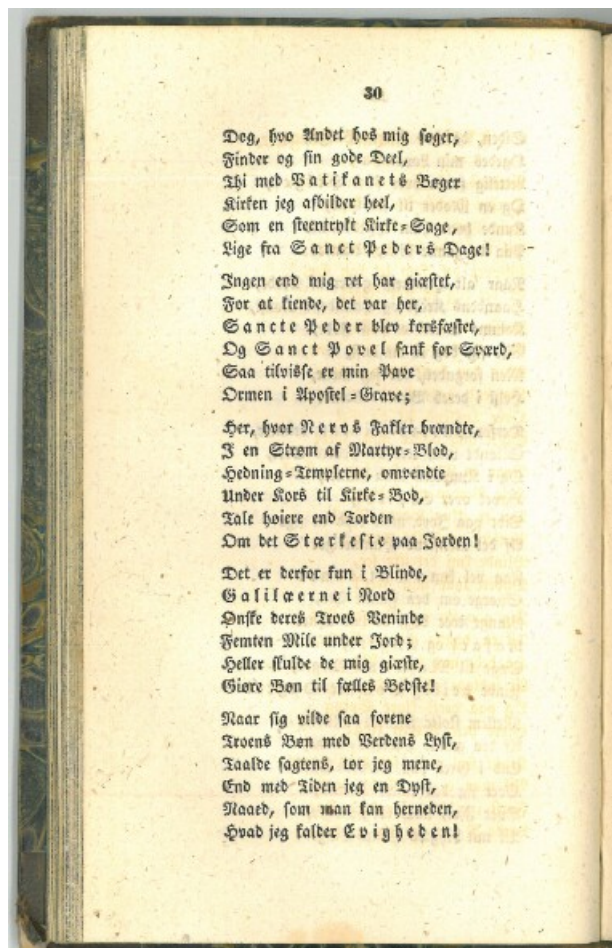 30
Dog, hvo Andet hos mig søger,
Finder og sin gode Deel,
Thi med Vatikanets Bøger
Kirken jeg afbilder heel,
Som en steentrykt Kirke-Sage,
Lige fra Sanct Peders Dage!
Ingen end mig ret har giæstet,
For at kiende, det var her,
Sancte Peder blev korsfæstet,
Og Sanct Povel fank for Sværd,
Saa tilvisse er min Pave
Ormen i Apostel-Grave;
Her, hvor Neros Fakler brændte,
I en Strøm af Martyr-Blod,
Hedning-Templerne, omvendte
Under Kors til Kirke-Bod,
Tale høiere end Torden
Om det Stærkeste paa Jorden!
Det er derfor kun i Blinde,
Galilæerne i Nord
Ønske deres Troes Veninde
Femten Mile under Jord;
Heller skulde de mig giæste,
Giøre Bøn til fælles Bedste!
Naar sig vilde saa forene
Troens Bøn med Verdens Lyst,
Taalde sagtens, tør jeg mene,
End med Tiden jeg en Dyst,
Naaed, som man kan herneden,
Hvad jeg kalder Evigheden!